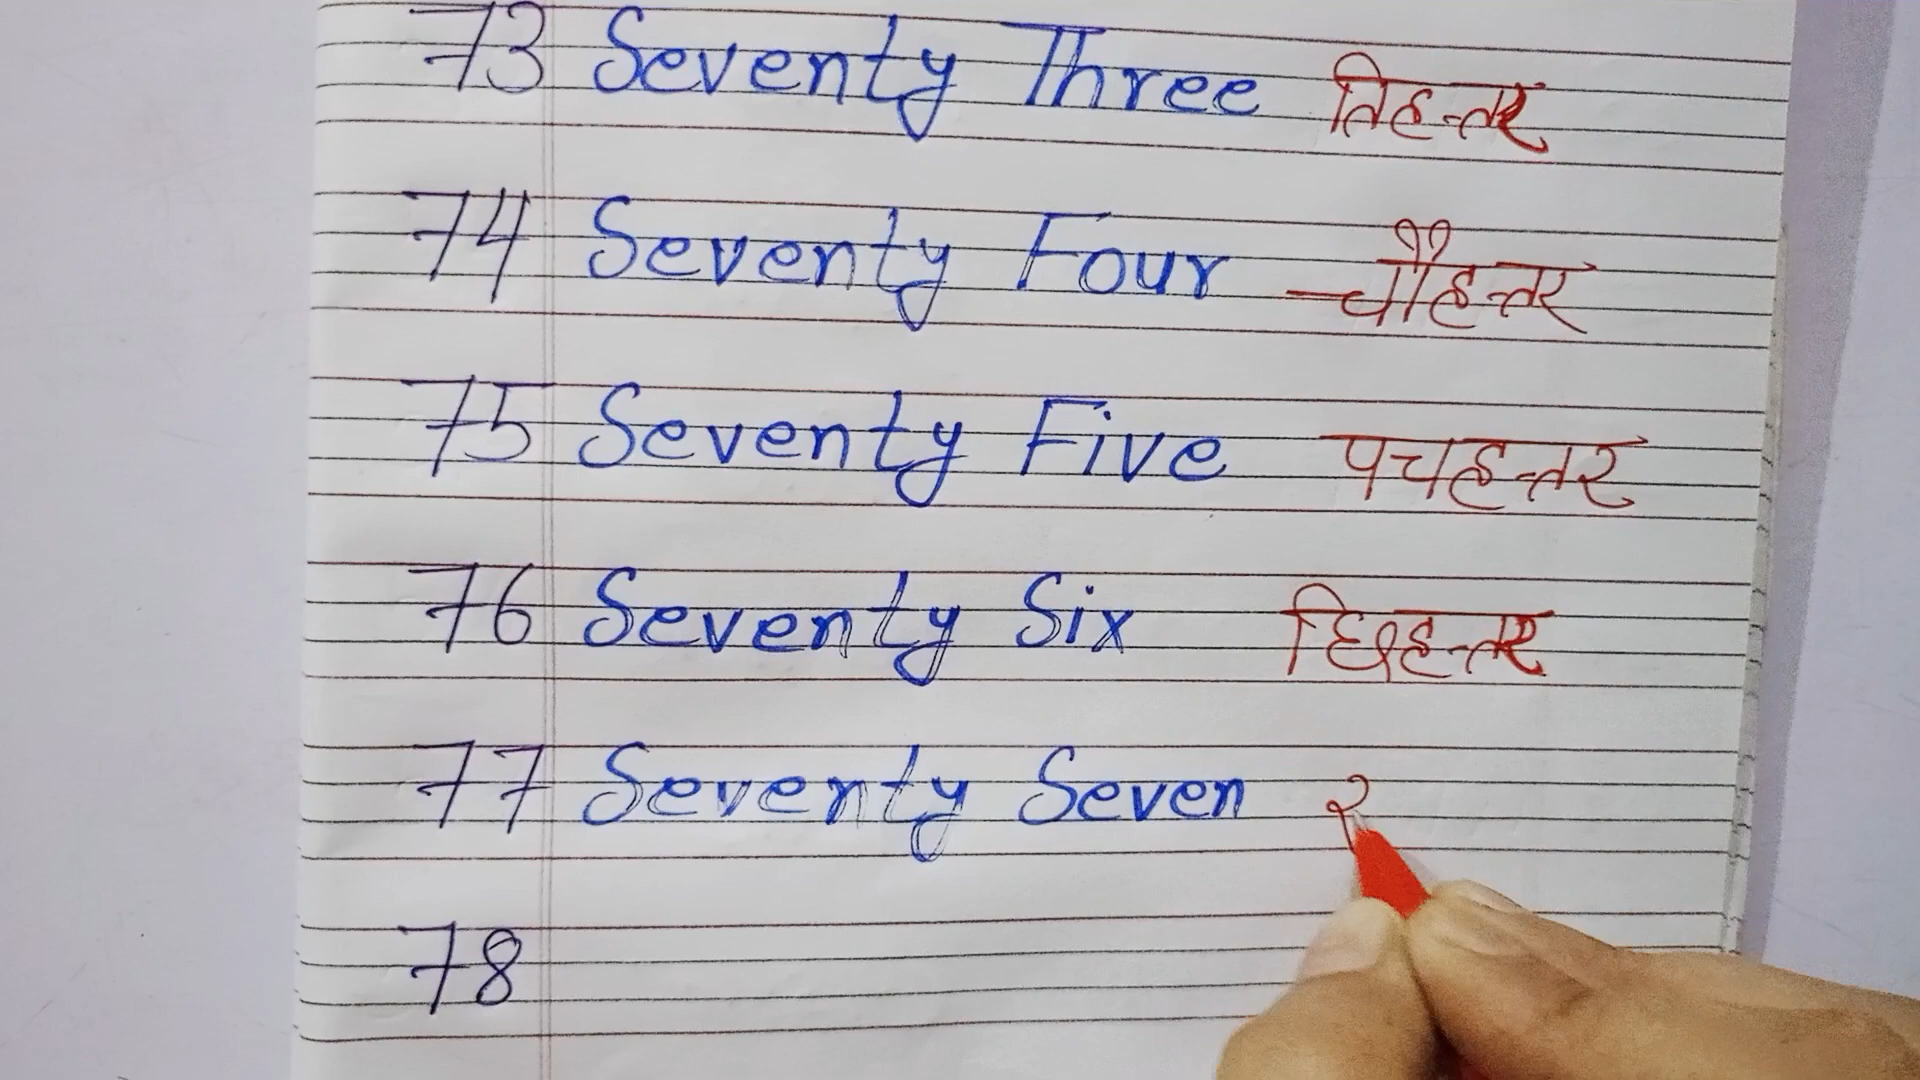 73 Seventy Three तिहत्तर
74 Seventy Four चौहत्तर
75 Seventy Five पचहत्तर
76 Seventy Six छिहत्तर
77 Seventy Seven
78